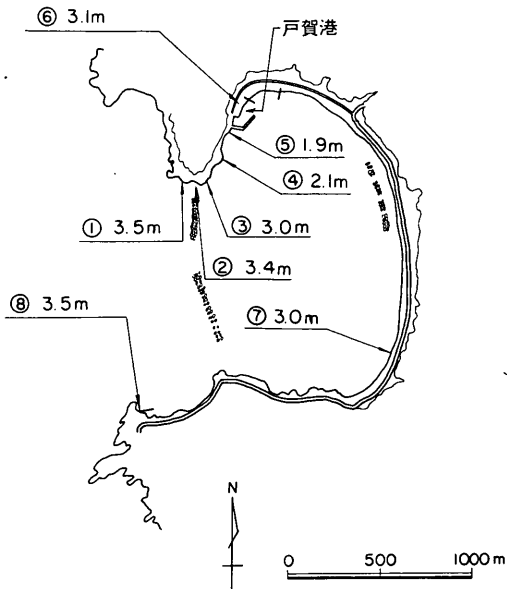 ⑥ 3.1m
戸賀港
⑤ 1.9m
④ 2.1m
① 3.5m
③ 3.0m
② 3.4m
⑧ 3.5m
⑦ 3.0m
N
0 500 1000m